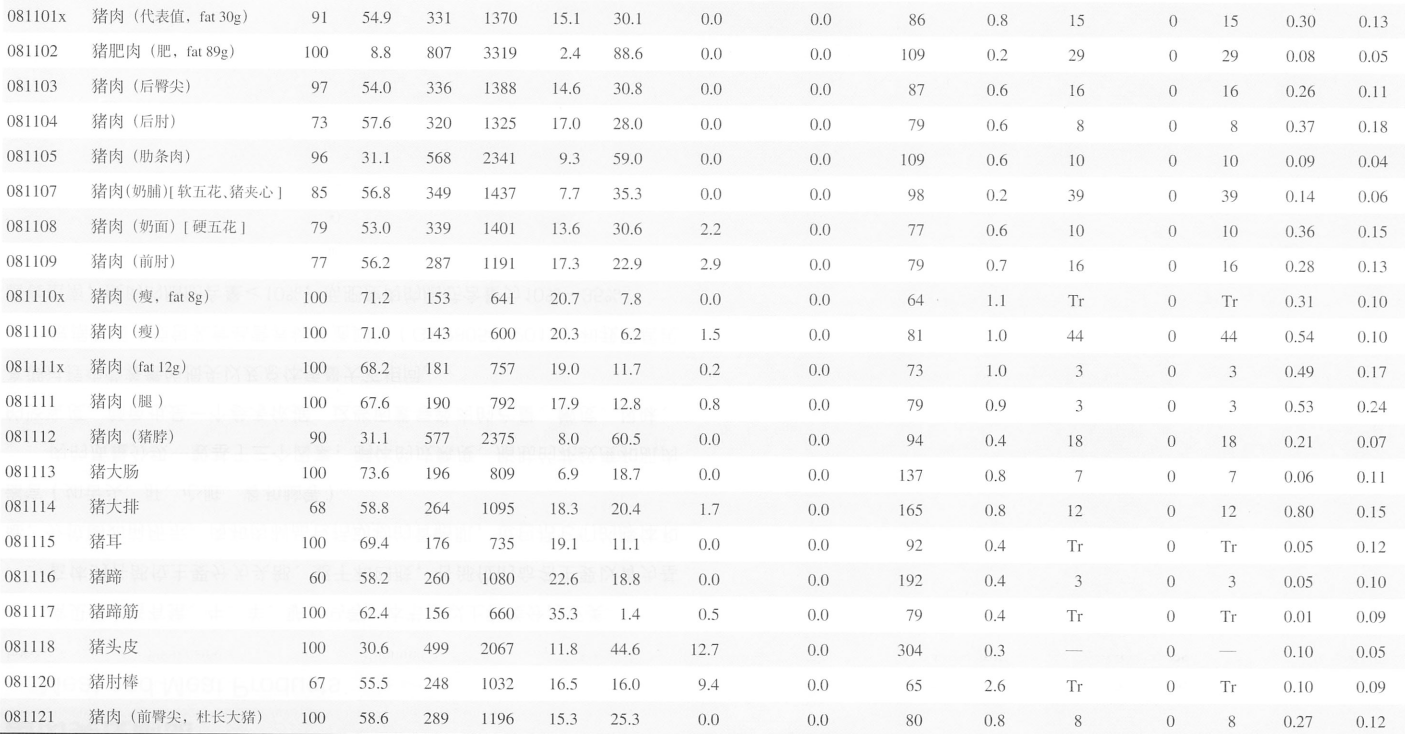 081101x 猪肉（代表值，fat 30g） 91 54.9 331 1370 15.1 30.1 0.0 0.0 86 0.8 15 0 15 0.30 0.13
081102 猪肥肉（肥，fat 89g） 100 8.8 807 3319 2.4 88.6 0.0 0.0 109 0.2 29 0 29 0.08 0.05
081103 猪肉（后臀尖） 97 54.0 336 1388 14.6 30.8 0.0 0.0 87 0.6 16 0 16 0.26 0.11
081104 猪肉（后肘） 73 57.6 320 1325 17.0 28.0 0.0 0.0 79 0.6 8 0 8 0.37 0.18
081105 猪肉（肋条肉） 96 31.1 568 2341 9.3 59.0 0.0 0.0 109 0.6 10 0 10 0.09 0.04
081107 猪肉(奶脯)[软五花、猪夹心] 85 56.8 349 1437 7.7 35.3 0.0 0.0 98 0.2 39 0 39 0.14 0.06
081108 猪肉（奶面）[硬五花] 79 53.0 339 1401 13.6 30.6 2.2 0.0 77 0.6 10 0 10 0.36 0.15
081109 猪肉（前肘） 77 56.2 287 1191 17.3 22.9 2.9 0.0 79 0.7 16 0 16 0.28 0.13
081110x 猪肉（瘦，fat 8g） 100 71.2 153 641 20.7 7.8 0.0 0.0 64 1.1 Tr 0 Tr 0.31 0.10
081110 猪肉（瘦） 100 71.0 143 600 20.3 6.2 1.5 0.0 81 1.0 44 0 44 0.54 0.10
081111x 猪肉（fat 12g） 100 68.2 181 757 19.0 11.7 0.2 0.0 73 1.0 3 0 3 0.49 0.17
081111 猪肉（腿） 100 67.6 190 792 17.9 12.8 0.8 0.0 79 0.9 3 0 3 0.53 0.24
081112 猪肉（猪脖） 90 31.1 577 2375 8.0 60.5 0.0 0.0 94 0.4 18 0 18 0.21 0.07
081113 猪大肠 100 73.6 196 809 6.9 18.7 0.0 0.0 137 0.8 7 0 7 0.06 0.11
081114 猪大排 68 58.8 264 1095 18.3 20.4 1.7 0.0 165 0.8 12 0 12 0.80 0.15
081115 猪耳 100 69.4 176 735 19.1 11.1 0.0 0.0 92 0.4 Tr 0 Tr 0.05 0.12
081116 猪蹄 60 58.2 260 1080 22.6 18.8 0.0 0.0 192 0.4 3 0 3 0.05 0.10
081117 猪蹄筋 100 62.4 156 660 35.3 1.4 0.5 0.0 79 0.4 Tr 0 Tr 0.01 0.09
081118 猪头皮 100 30.6 499 2067 11.8 44.6 12.7 0.0 304 0.3 — 0 — 0.10 0.05
081120 猪肘棒 67 55.5 248 1032 16.5 16.0 9.4 0.0 65 2.6 Tr 0 Tr 0.10 0.09
081121 猪肉（前臀尖，杜长大猪） 100 58.6 289 1196 15.3 25.3 0.0 0.0 80 0.8 8 0 8 0.27 0.12